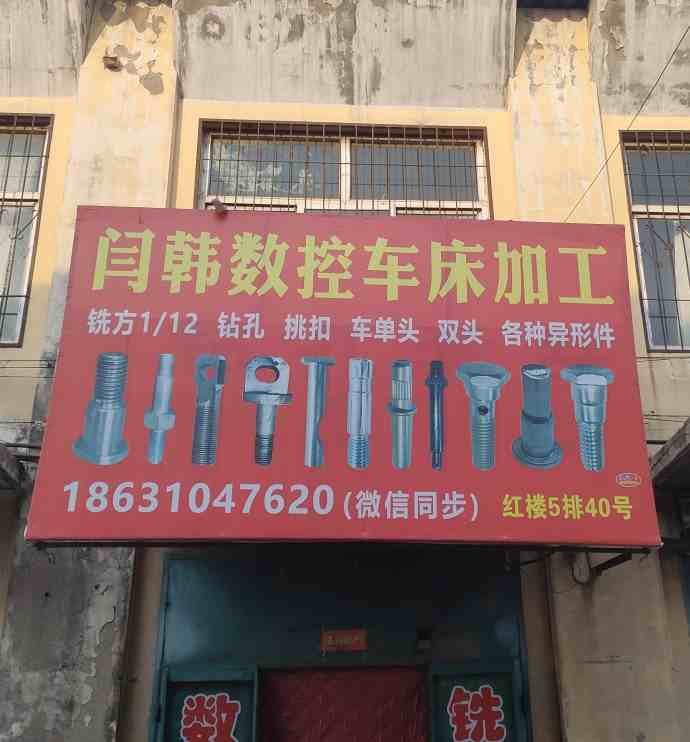 闫韩数控车床加工
铣方1/12 钻孔 挑扣 车单头 双头 各种异形件
18631047620(微信同步) 红楼5排40号
数
铣